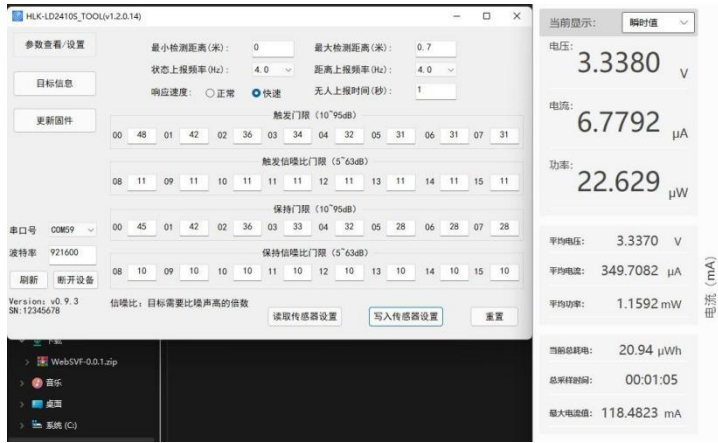 HLK-LD2410S_TOOL(v1.2.0.14)
参数查看/设置
目标信息
更新固件
串口号 COM59
波特率 921600
刷新 断开设备
Version: v0.9.3
SN:12345678
最小检测距离(米): 0 最大检测距离(米): 0.7
状态上报频率(Hz): 4.0 距离上报频率(Hz): 4.0
响应速度: 正常 快速 无人上报时间(秒): 1
触发门限 (10~95dB)
00 48 01 42 02 36 03 34 04 32 05 31 06 31 07 31
触发信噪比门限 (5~63dB)
08 11 09 11 10 11 11 11 12 11 13 11 14 11 15 11
保持门限 (10~95dB)
00 45 01 42 02 36 03 33 04 32 05 28 06 28 07 28
保持信噪比门限 (5~63dB)
08 10 09 10 10 10 11 10 12 10 13 10 14 10 15 10
信噪比: 目标需要比噪声高的倍数
读取传感器设置 写入传感器设置 重置
WebSVF-0.0.1.zip
音乐
桌面
系统 (C:)
当前显示: 瞬时值
电压:
3.3380 V
电流:
6.7792 μA
功率:
22.629 μW
平均电压: 3.3370 V
平均电流: 349.7082 μA
平均功率: 1.1592 mW
当前总耗电: 20.94 μWh
总采样时间: 00:01:05
最大电流值: 118.4823 mA
电流 (mA)